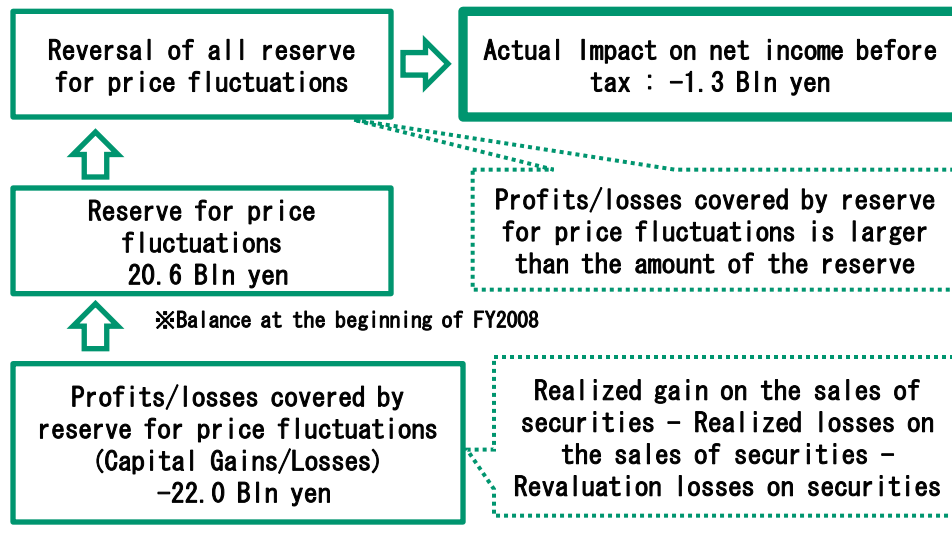 Reversal of all reserve
for price fluctuations
Actual Impact on net income before
tax : -1.3 Bln yen
Reserve for price
fluctuations
20.6 Bln yen
Profits/losses covered by reserve
for price fluctuations is larger
than the amount of the reserve
※Balance at the beginning of FY2008
Profits/losses covered by
reserve for price fluctuations
(Capital Gains/Losses)
-22.0 Bln yen
Realized gain on the sales of
securities - Realized losses on
the sales of securities -
Revaluation losses on securities